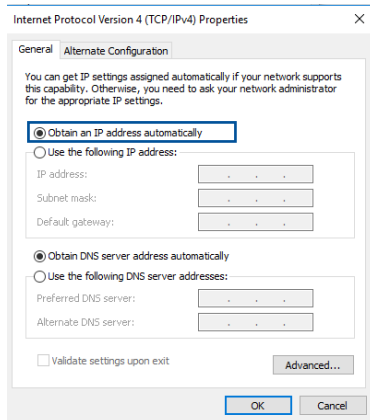 Internet Protocol Version 4 (TCP/IPv4) Properties
General
Alternate Configuration
You can get IP settings assigned automatically if your network supports
this capability. Otherwise, you need to ask your network administrator
for the appropriate IP settings.
Obtain an IP address automatically
Use the following IP address:
IP address:
Subnet mask:
Default gateway:
Obtain DNS server address automatically
Use the following DNS server addresses:
Preferred DNS server:
Alternate DNS server:
Validate settings upon exit
Advanced...
OK
Cancel